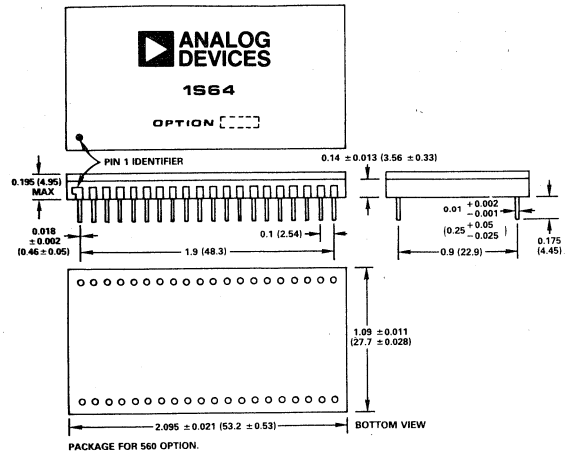 ANALOG
DEVICES
1S64
OPTION
PIN 1 IDENTIFIER
0.14 ±0.013 (3.56 ±0.33)
0.195 (4.95)
MAX
0.018
±0.002
(0.46 ±0.05)
0.1 (2.54)
1.9 (48.3)
0.01 +0.002
-0.001
(0.25 +0.05
-0.025)
0.175
(4.45)
0.9 (22.9)
1.09 ±0.011
(27.7 ±0.028)
2.095 ±0.021 (53.2 ±0.53)
BOTTOM VIEW
PACKAGE FOR 560 OPTION.